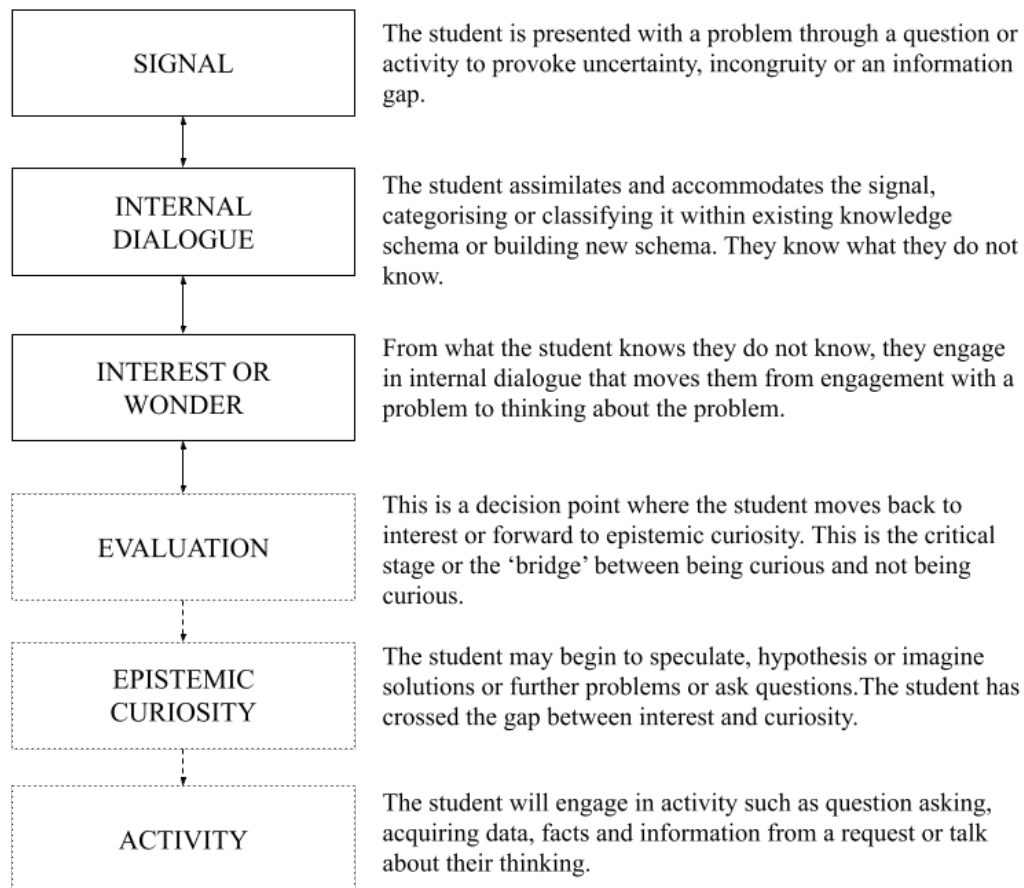 SIGNAL
The student is presented with a problem through a question or
activity to provoke uncertainty, incongruity or an information
gap.
INTERNAL
DIALOGUE
The student assimilates and accommodates the signal,
categorising or classifying it within existing knowledge
schema or building new schema. They know what they do not
know.
INTEREST OR
WONDER
From what the student knows they do not know, they engage
in internal dialogue that moves them from engagement with a
problem to thinking about the problem.
EVALUATION
This is a decision point where the student moves back to
interest or forward to epistemic curiosity. This is the critical
stage or the ‘bridge’ between being curious and not being
curious.
EPISTEMIC
CURIOSITY
The student may begin to speculate, hypothesis or imagine
solutions or further problems or ask questions.The student has
crossed the gap between interest and curiosity.
ACTIVITY
The student will engage in activity such as question asking,
acquiring data, facts and information from a request or talk
about their thinking.